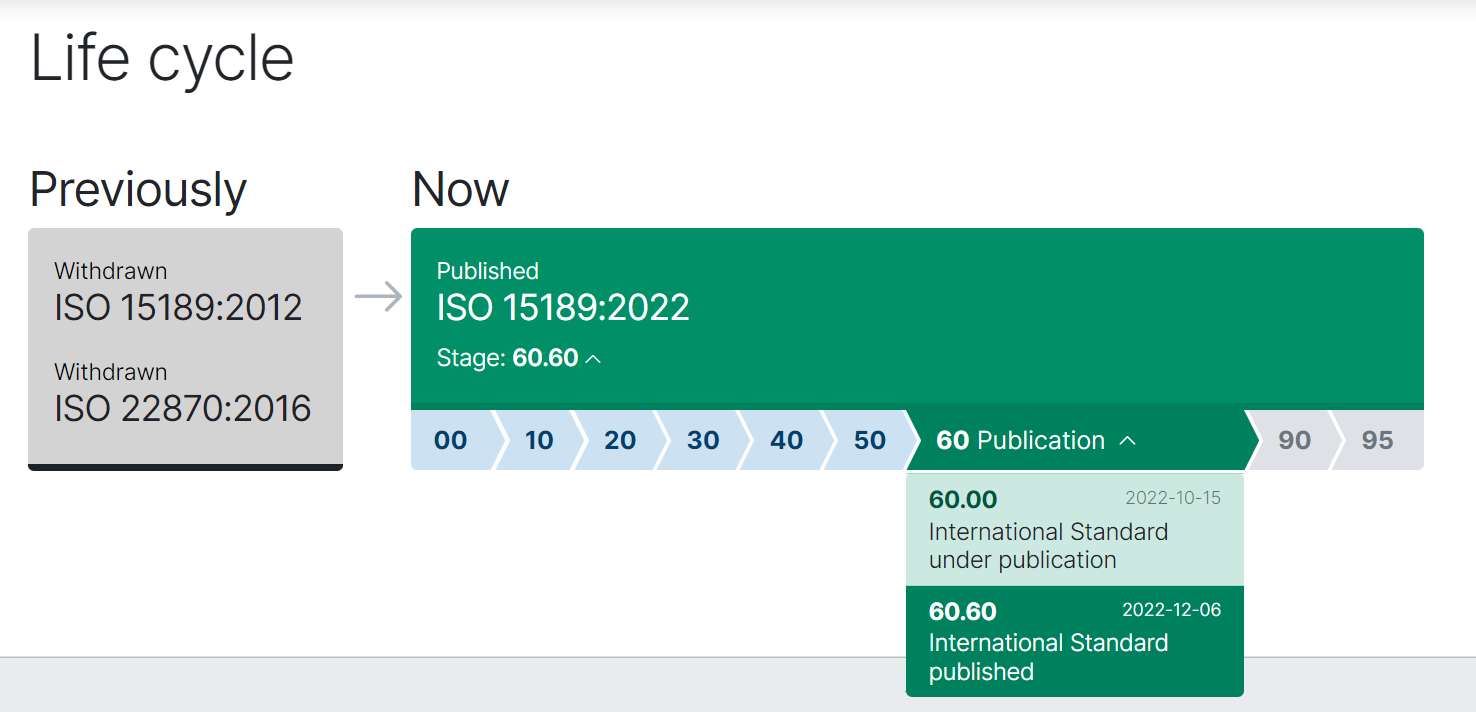 Life cycle
Previously
Withdrawn
ISO 15189:2012
Withdrawn
ISO 22870:2016
Now
Published
ISO 15189:2022
Stage: 60.60
00 10 20 30 40 50 60 Publication 90 95
60.00 2022-10-15
International Standard
under publication
60.60 2022-12-06
International Standard
published